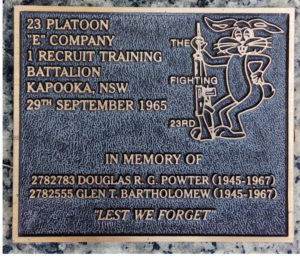 23 PLATOON
"E" COMPANY
1 RECRUIT TRAINING
BATTALION
KAPOOKA, NSW
29TH SEPTEMBER 1965
THE
FIGHTING
23RD
IN MEMORY OF
2782783 DOUGLAS R. G. POWTER (1945-1967)
2782555 GLEN T. BARTHOLOMEW (1945-1967)
"LEST WE FORGET"